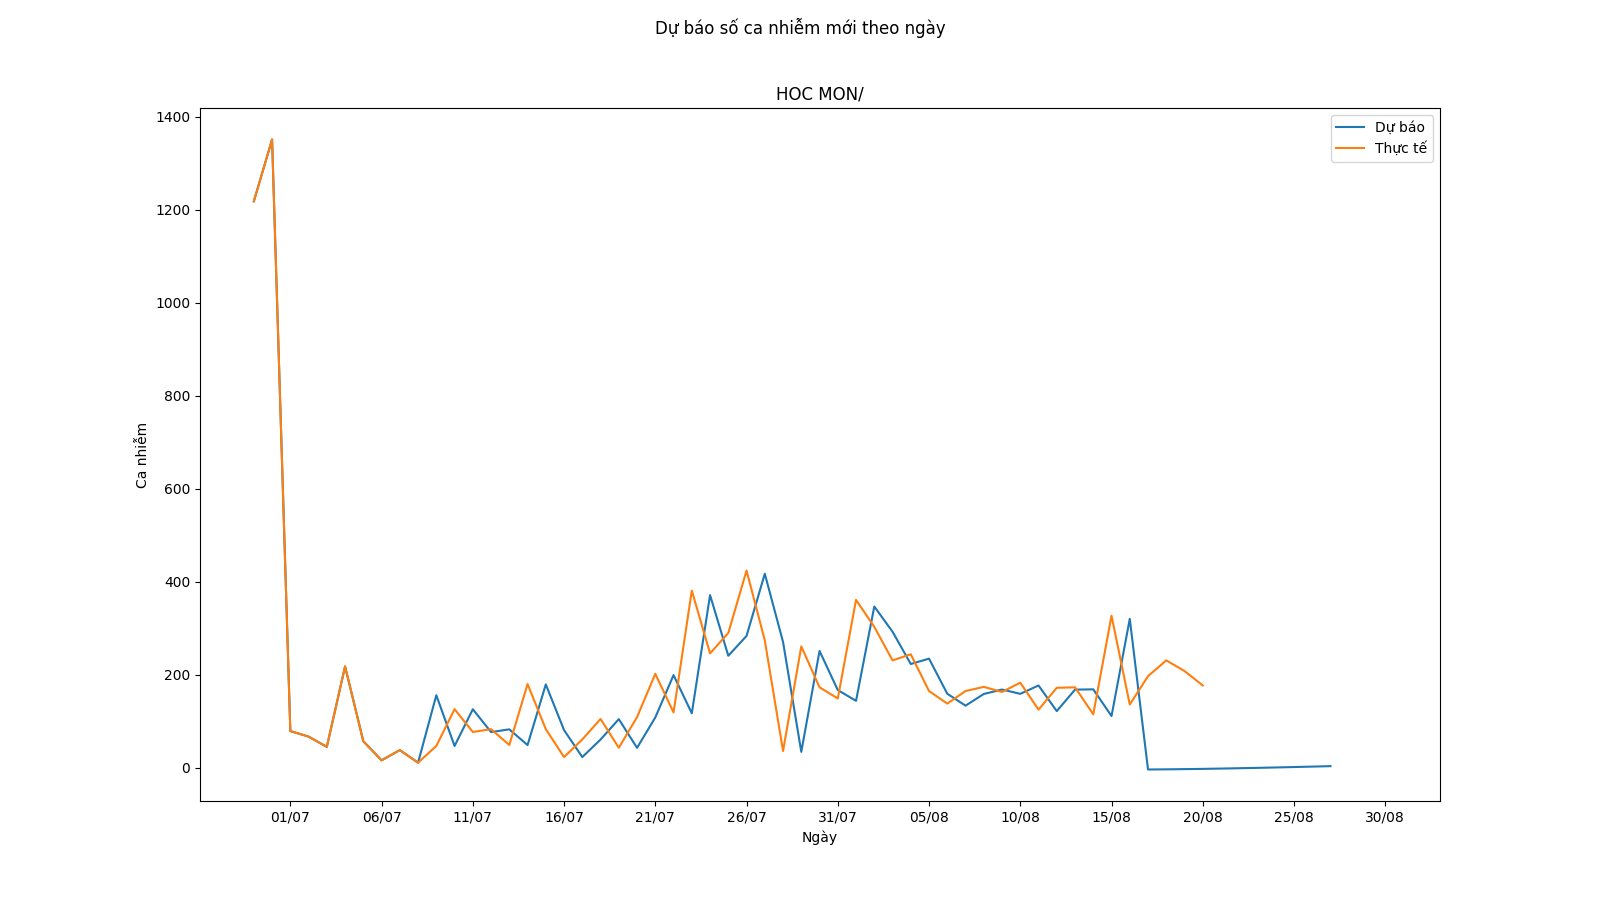 Dự báo số ca nhiễm mới theo ngày
HOC MON/
Dự báo
Thực tế
1400
1200
1000
800
600
400
200
0
Ca nhiễm
01/07 06/07 11/07 16/07 21/07 26/07 31/07 05/08 10/08 15/08 20/08 25/08 30/08
Ngày